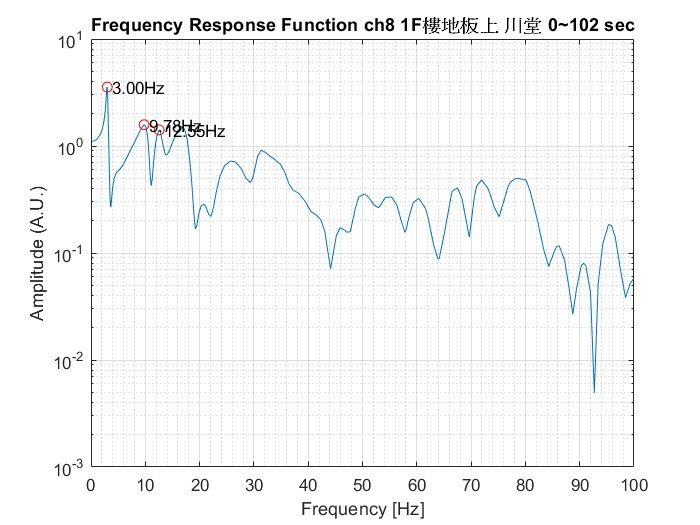 Frequency Response Function ch8 1F樓地板上 川堂 0~102 sec
10^1
3.00Hz
9.78Hz
12.55Hz
10^0
10^-1
10^-2
10^-3
Amplitude (A.U.)
0 10 20 30 40 50 60 70 80 90 100
Frequency [Hz]